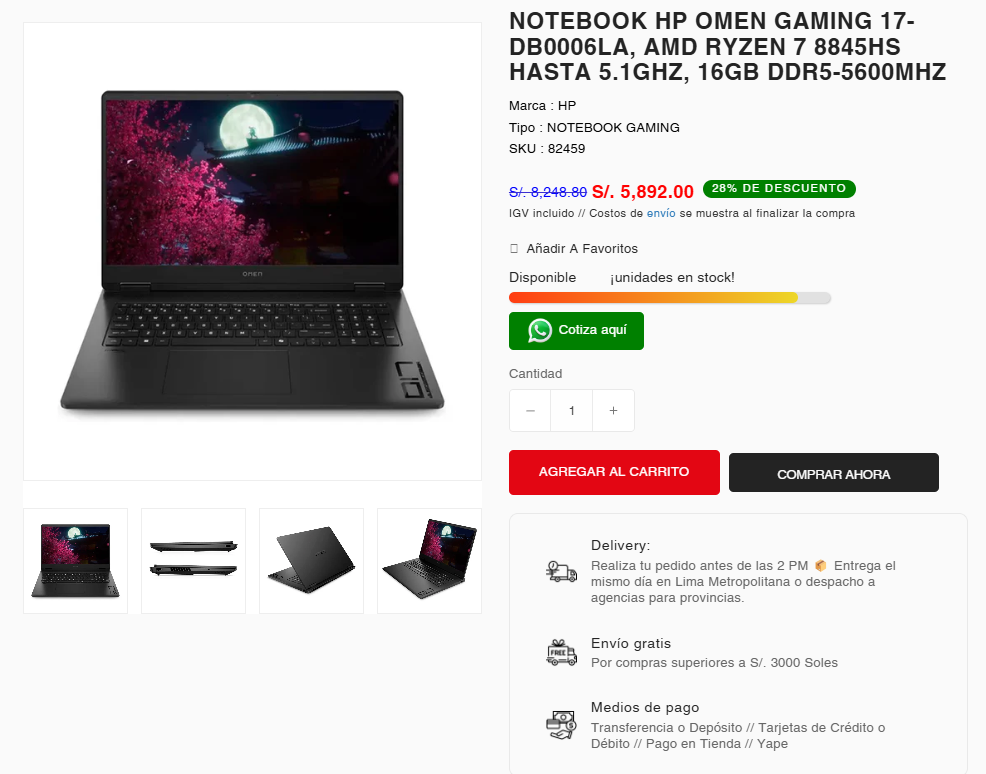 NOTEBOOK HP OMEN GAMING 17-
DB0006LA, AMD RYZEN 7 8845HS
HASTA 5.1GHZ, 16GB DDR5-5600MHZ
Marca : HP
Tipo : NOTEBOOK GAMING
SKU : 82459
S/. 8,248.80 S/. 5,892.00 28% DE DESCUENTO
IGV incluido // Costos de envío se muestra al finalizar la compra
Añadir A Favoritos
Disponible ¡unidades en stock!
Cotiza aquí
Cantidad
− 1 +
AGREGAR AL CARRITO COMPRAR AHORA
Delivery:
Realiza tu pedido antes de las 2 PM 📦 Entrega el
mismo día en Lima Metropolitana o despacho a
agencias para provincias.
FREE
Envío gratis
Por compras superiores a S/. 3000 Soles
Medios de pago
Transferencia o Depósito // Tarjetas de Crédito o
Débito // Pago en Tienda // Yape
OMEN